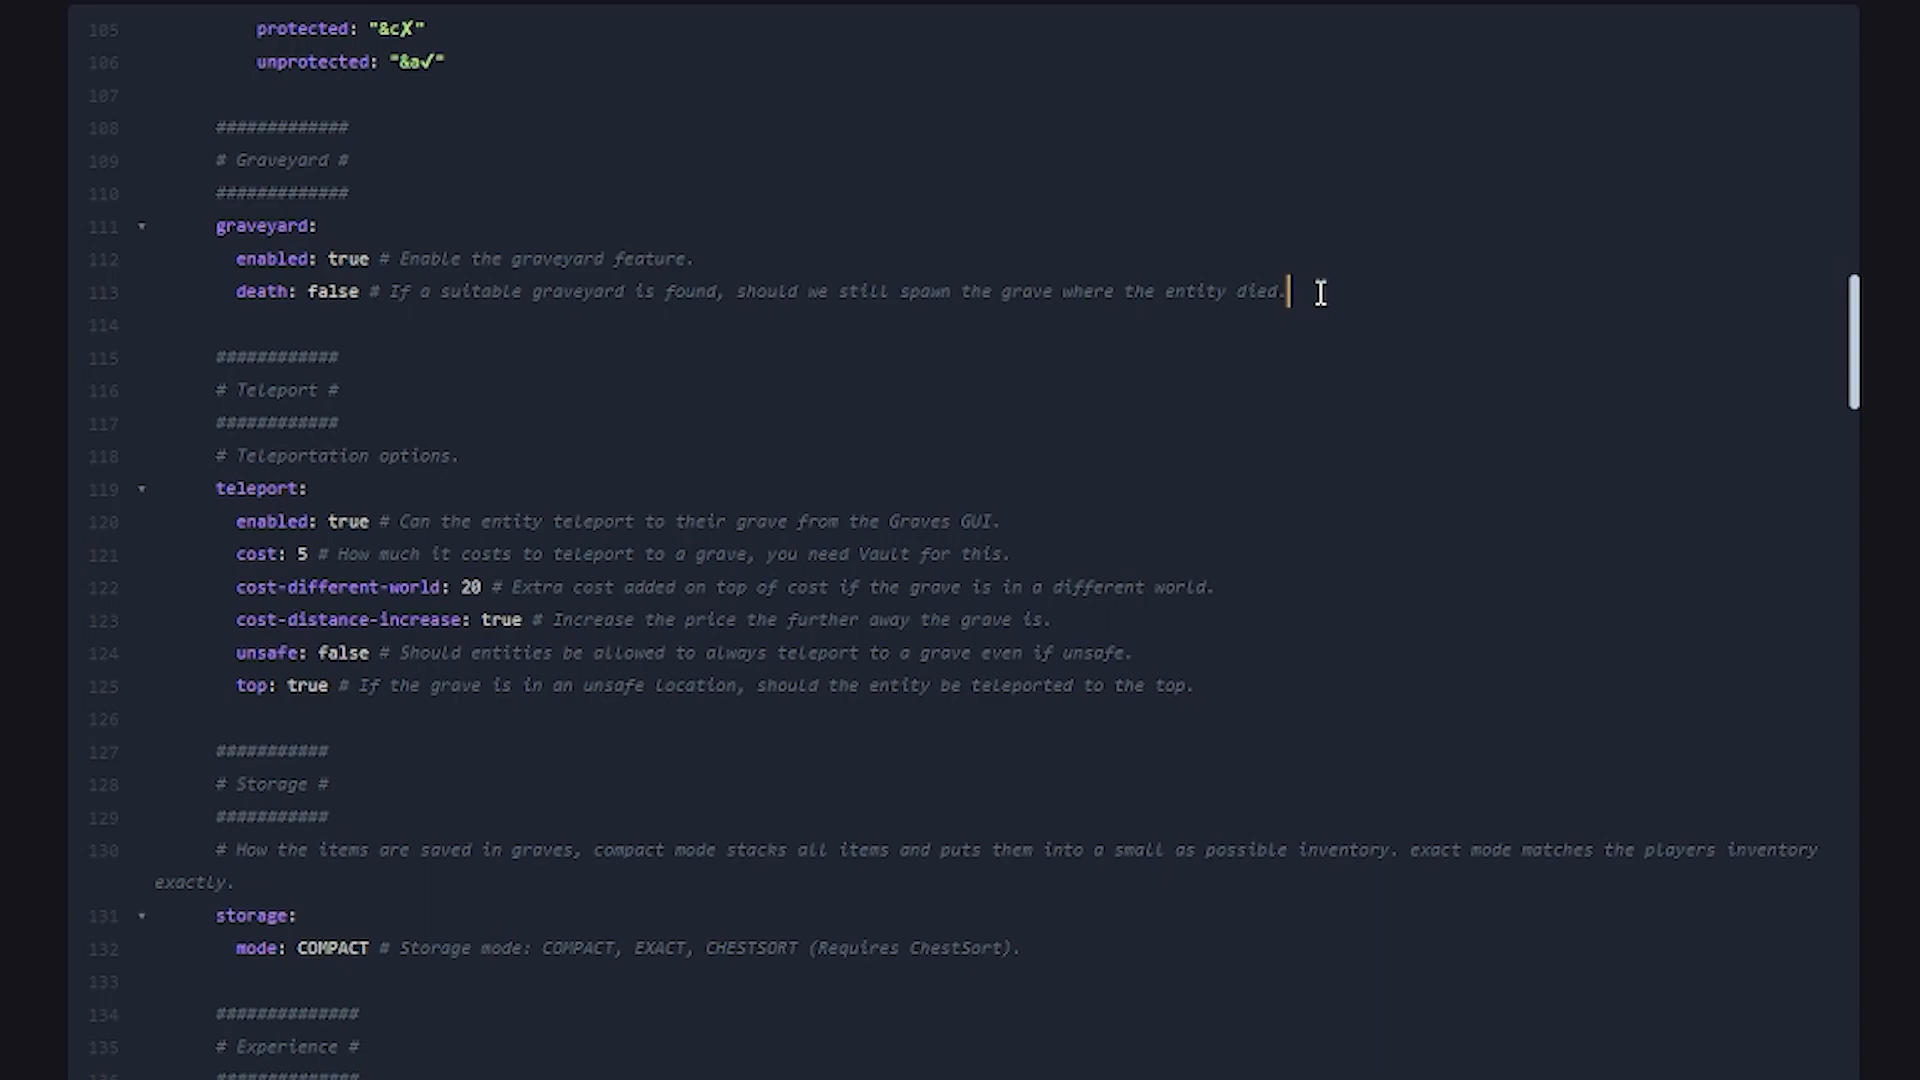 105 protected: "&c✗"
106 unprotected: "&a✓"
107
108 #############
109 # Graveyard #
110 #############
111 graveyard:
112 enabled: true # Enable the graveyard feature.
113 death: false # If a suitable graveyard is found, should we still spawn the grave where the entity died.
114
115 ############
116 # Teleport #
117 ############
118 # Teleportation options.
119 teleport:
120 enabled: true # Can the entity teleport to their grave from the Graves GUI.
121 cost: 5 # How much it costs to teleport to a grave, you need Vault for this.
122 cost-different-world: 20 # Extra cost added on top of cost if the grave is in a different world.
123 cost-distance-increase: true # Increase the price the further away the grave is.
124 unsafe: false # Should entities be allowed to always teleport to a grave even if unsafe.
125 top: true # If the grave is in an unsafe location, should the entity be teleported to the top.
126
127 ###########
128 # Storage #
129 ###########
130 # How the items are saved in graves, compact mode stacks all items and puts them into a small as possible inventory. exact mode matches the players inventory
exactly.
131 storage:
132 mode: COMPACT # Storage mode: COMPACT, EXACT, CHESTSORT (Requires ChestSort).
133
134 ##############
135 # Experience #
136 ##############